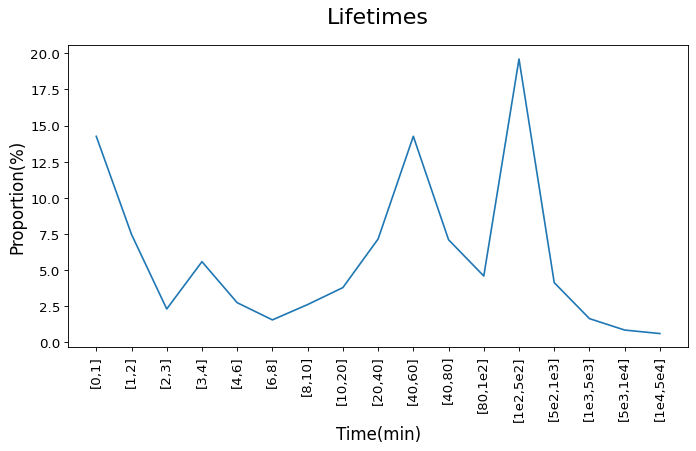 Lifetimes
Proportion(%)
20.0
17.5
15.0
12.5
10.0
7.5
5.0
2.5
0.0
[0,1]
[1,2]
[2,3]
[3,4]
[4,6]
[6,8]
[8,10]
[10,20]
[20,40]
[40,60]
[40,80]
[80,1e2]
[1e2,5e2]
[5e2,1e3]
[1e3,5e3]
[5e3,1e4]
[1e4,5e4]
Time(min)